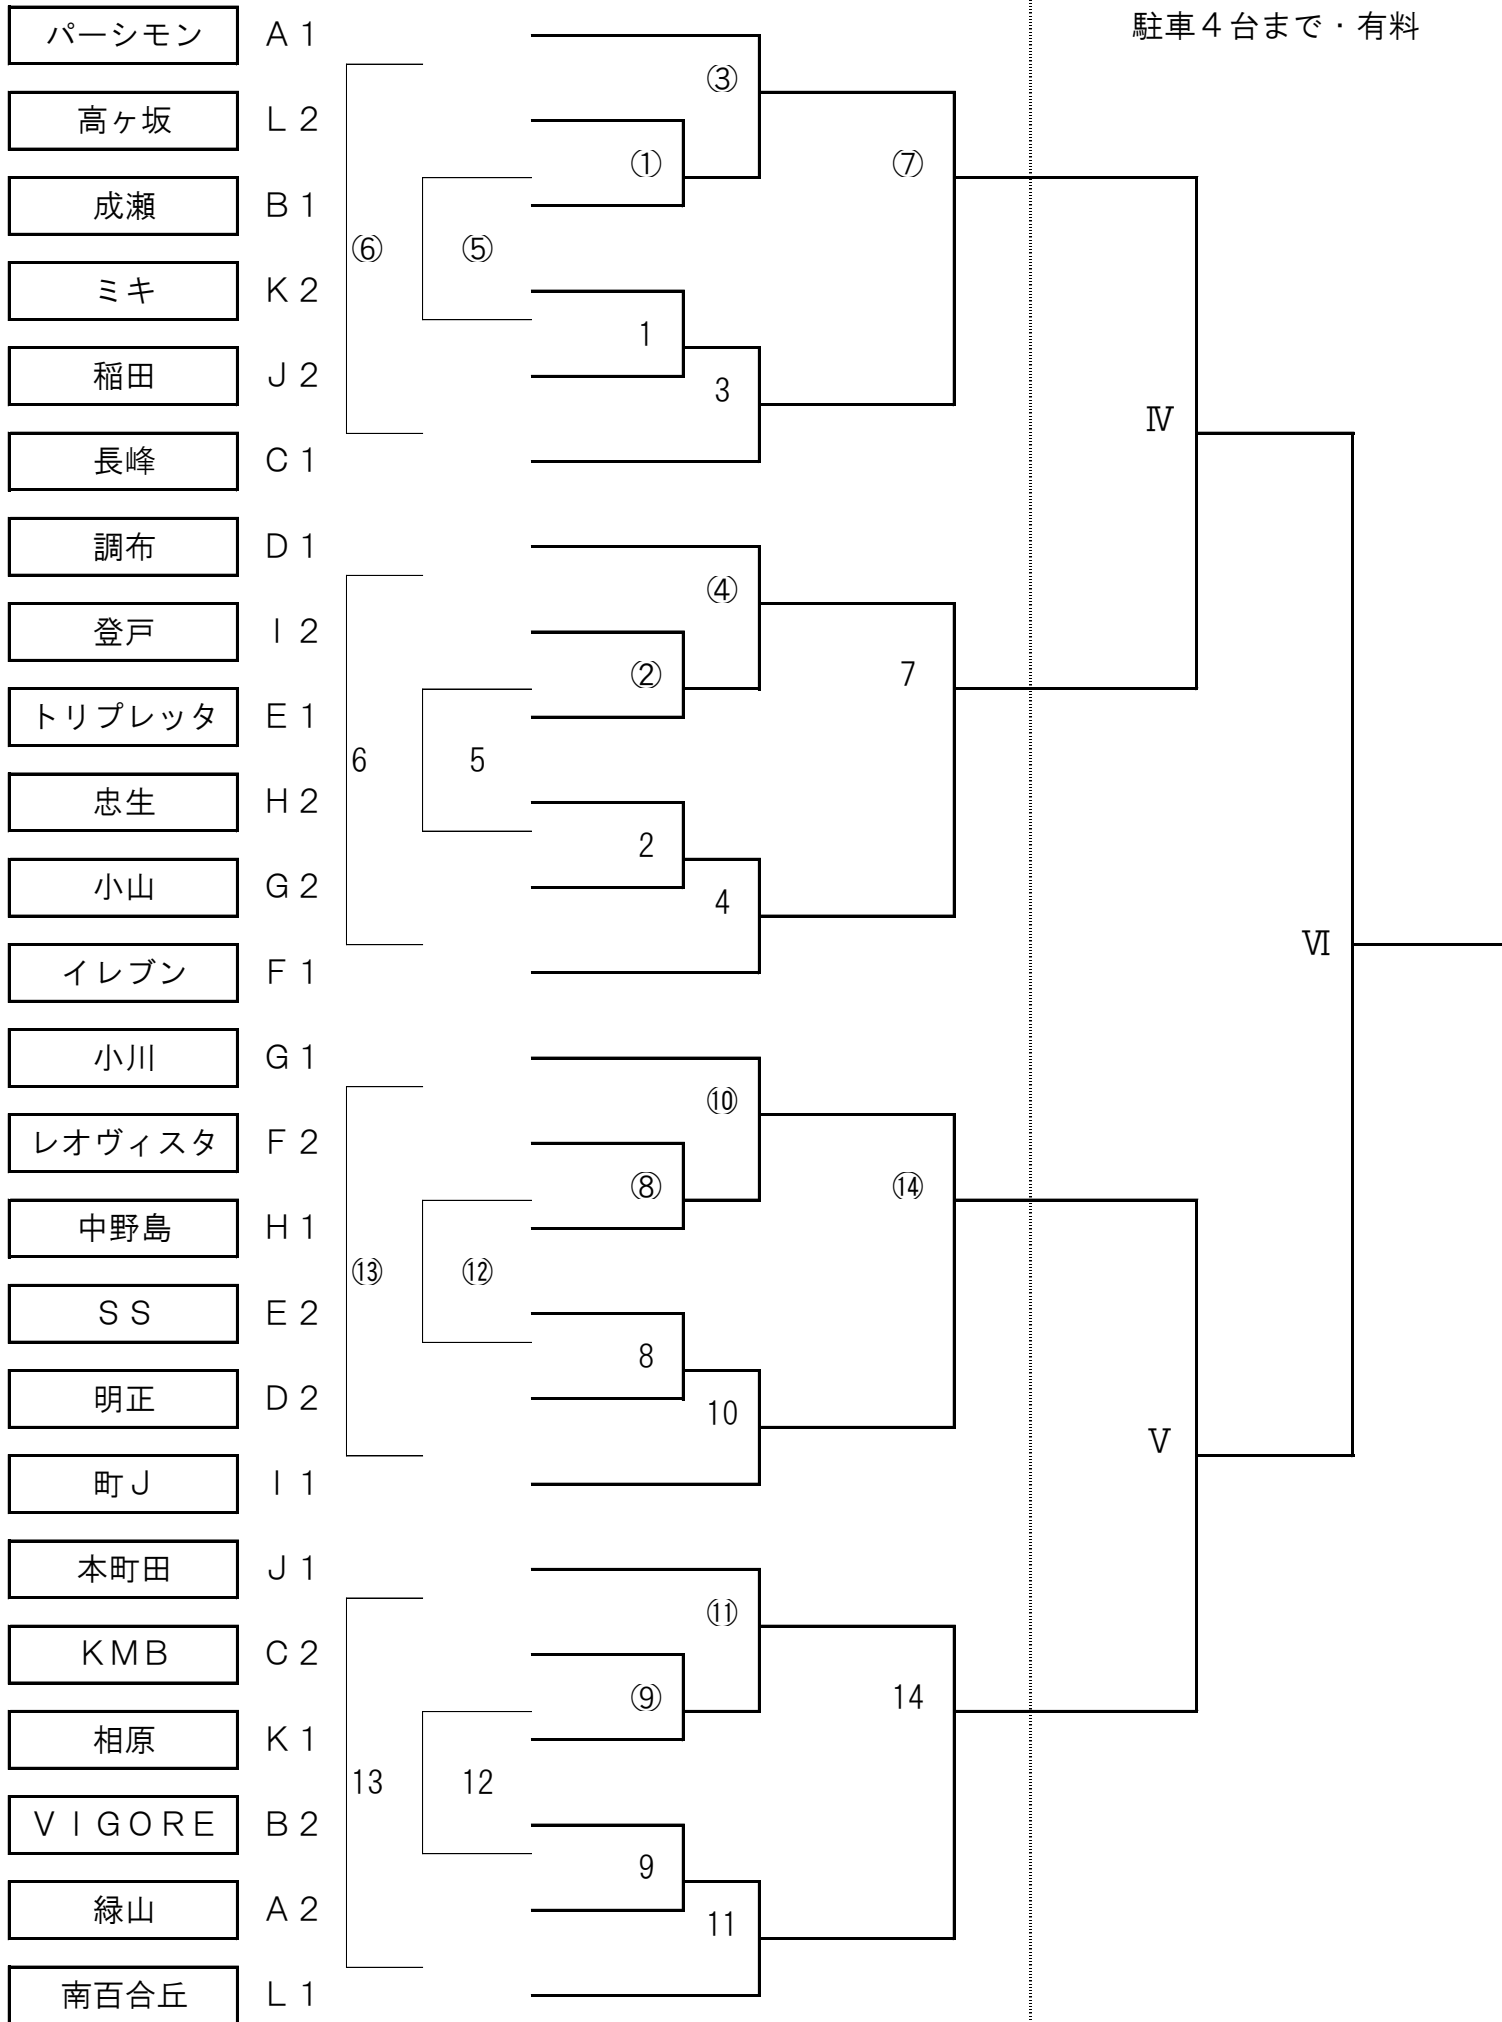 パーシモン Ａ１ 駐車４台まで・有料
③
高ヶ坂 Ｌ２
① ⑦
成瀬 Ｂ１
⑥ ⑤
ミキ Ｋ２
1
稲田 Ｊ２
3
Ⅳ
長峰 Ｃ１
調布 Ｄ１
④
登戸 Ｉ２
② 7
トリプレッタ Ｅ１
6 5
忠生 Ｈ２
2
小山 Ｇ２
4
Ⅵ
イレブン Ｆ１
小川 Ｇ１
⑩
レオヴィスタ Ｆ２
⑧ ⑭
中野島 Ｈ１
⑬ ⑫
ＳＳ Ｅ２
8
明正 Ｄ２
10
Ⅴ
町Ｊ Ｉ１
本町田 Ｊ１
⑪
ＫＭＢ Ｃ２
⑨ 14
相原 Ｋ１
13 12
ＶＩＧＯＲＥ Ｂ２
9
緑山 Ａ２
11
南百合丘 Ｌ１